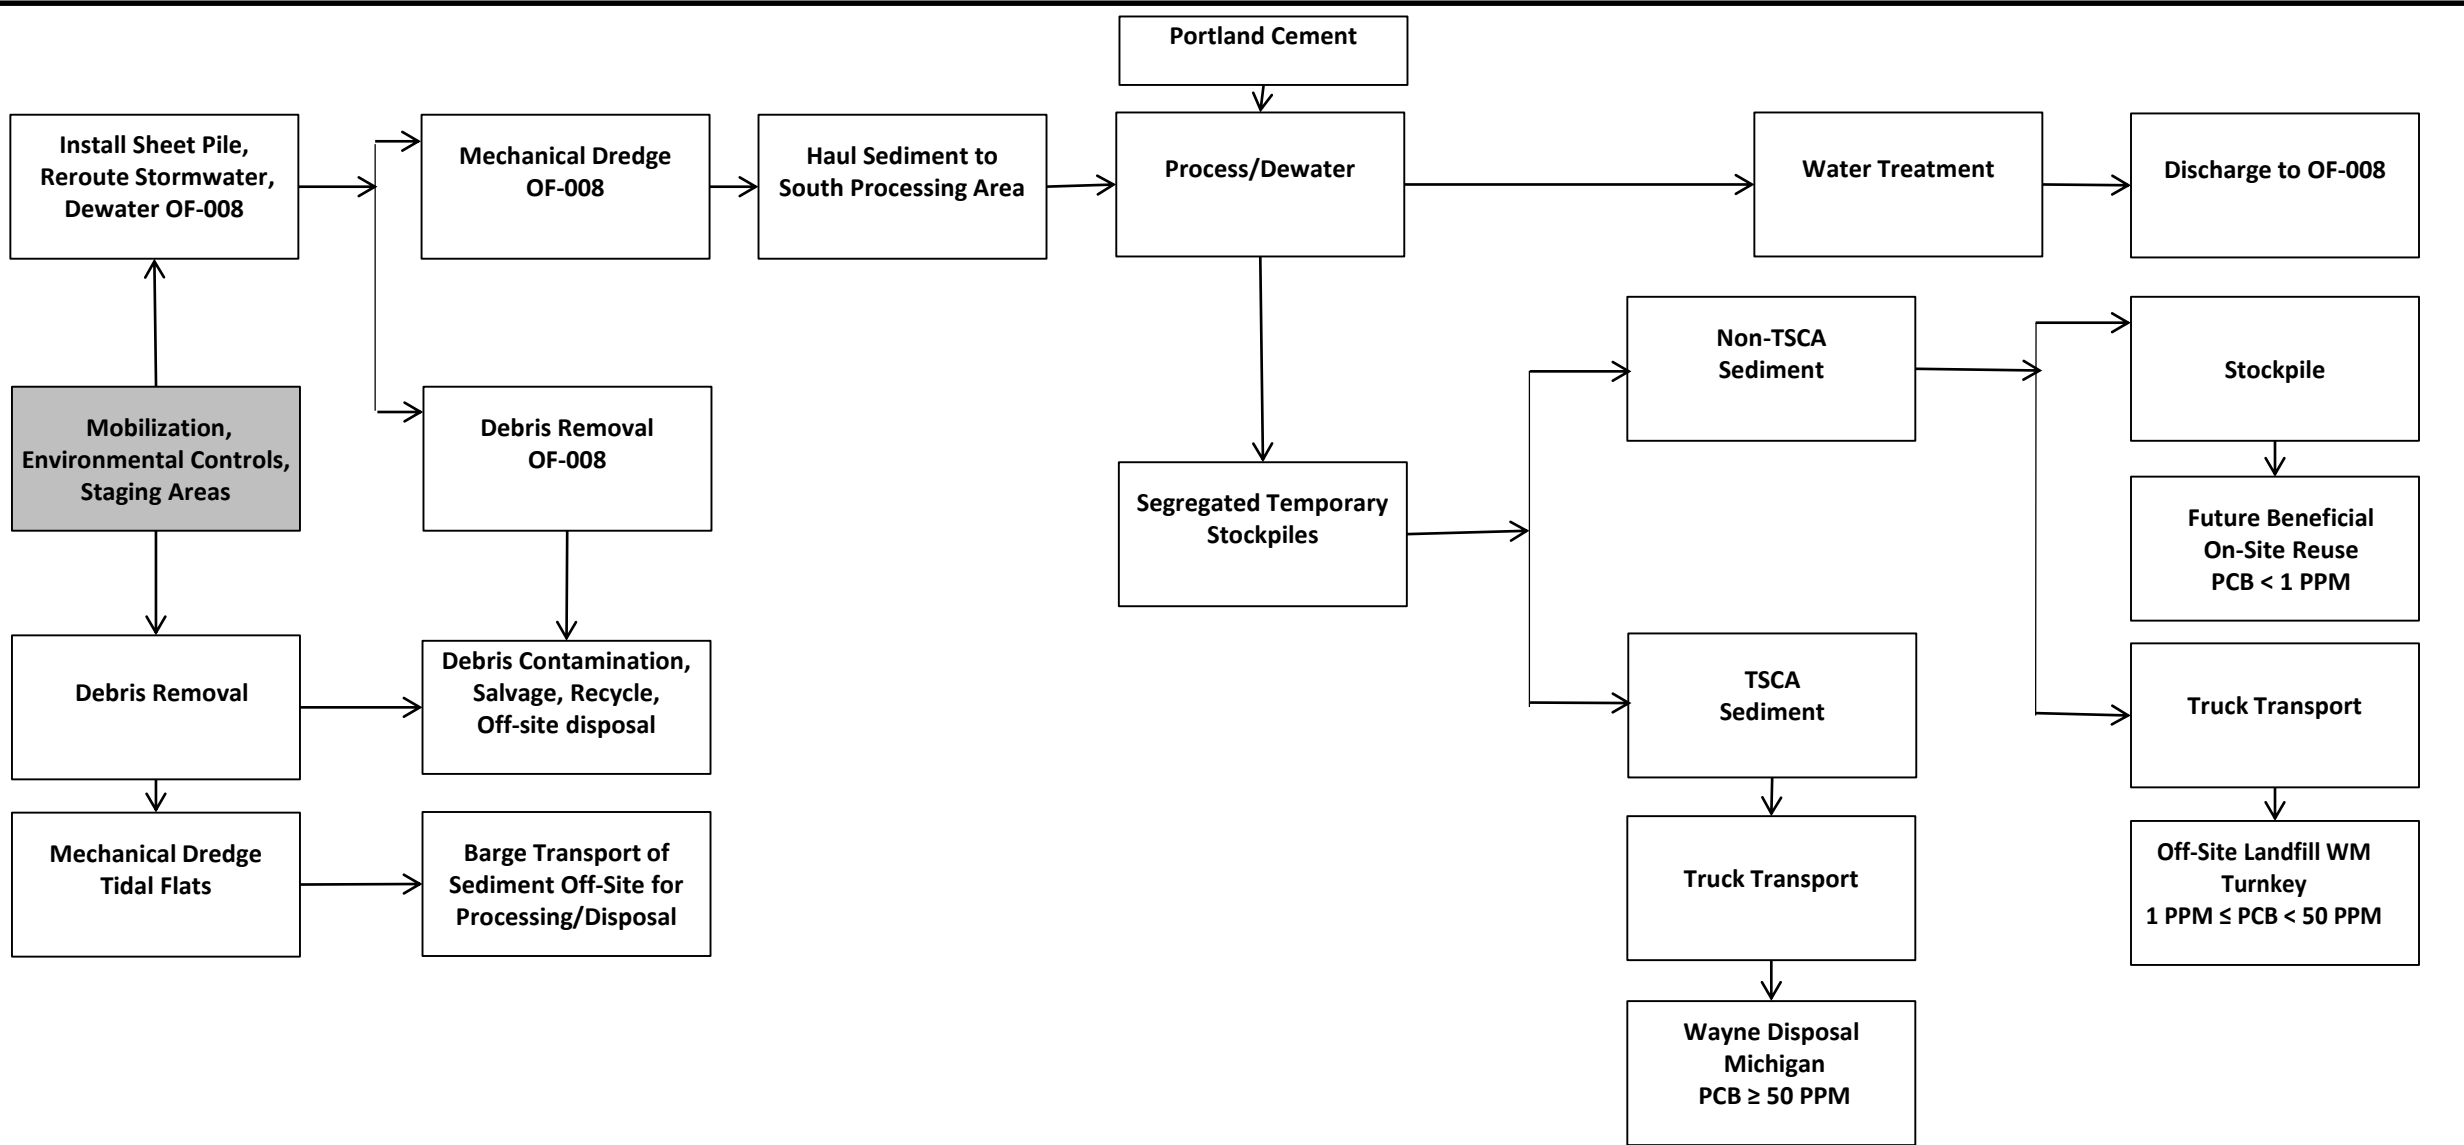 Portland Cement
Install Sheet Pile,
Reroute Stormwater,
Dewater OF-008
Mechanical Dredge
OF-008
Haul Sediment to
South Processing Area
Process/Dewater
Water Treatment
Discharge to OF-008
Mobilization,
Environmental Controls,
Staging Areas
Debris Removal
OF-008
Segregated Temporary
Stockpiles
Non-TSCA
Sediment
Stockpile
Future Beneficial
On-Site Reuse
PCB < 1 PPM
Debris Removal
Debris Contamination,
Salvage, Recycle,
Off-site disposal
TSCA
Sediment
Truck Transport
Mechanical Dredge
Tidal Flats
Barge Transport of
Sediment Off-Site for
Processing/Disposal
Truck Transport
Off-Site Landfill WM
Turnkey
1 PPM ≤ PCB < 50 PPM
Wayne Disposal
Michigan
PCB ≥ 50 PPM